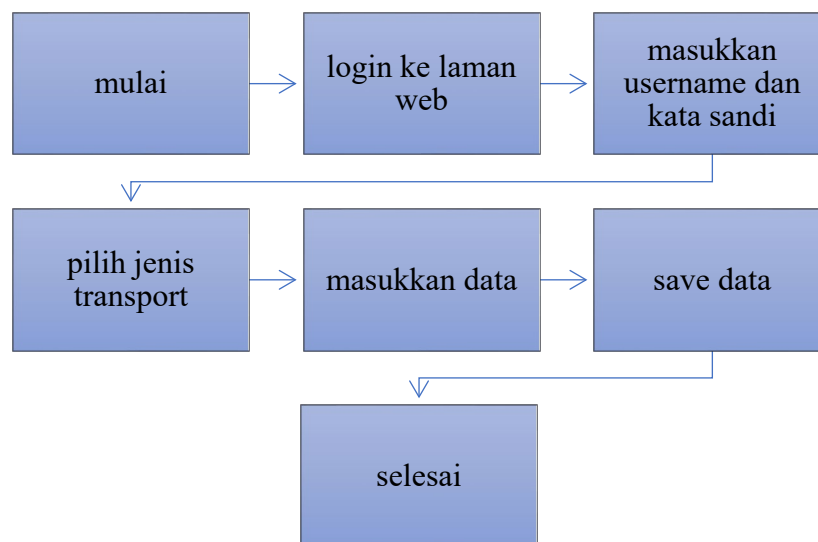 mulai
login ke laman
web
masukkan
username dan
kata sandi
pilih jenis
transport
masukkan data
save data
selesai